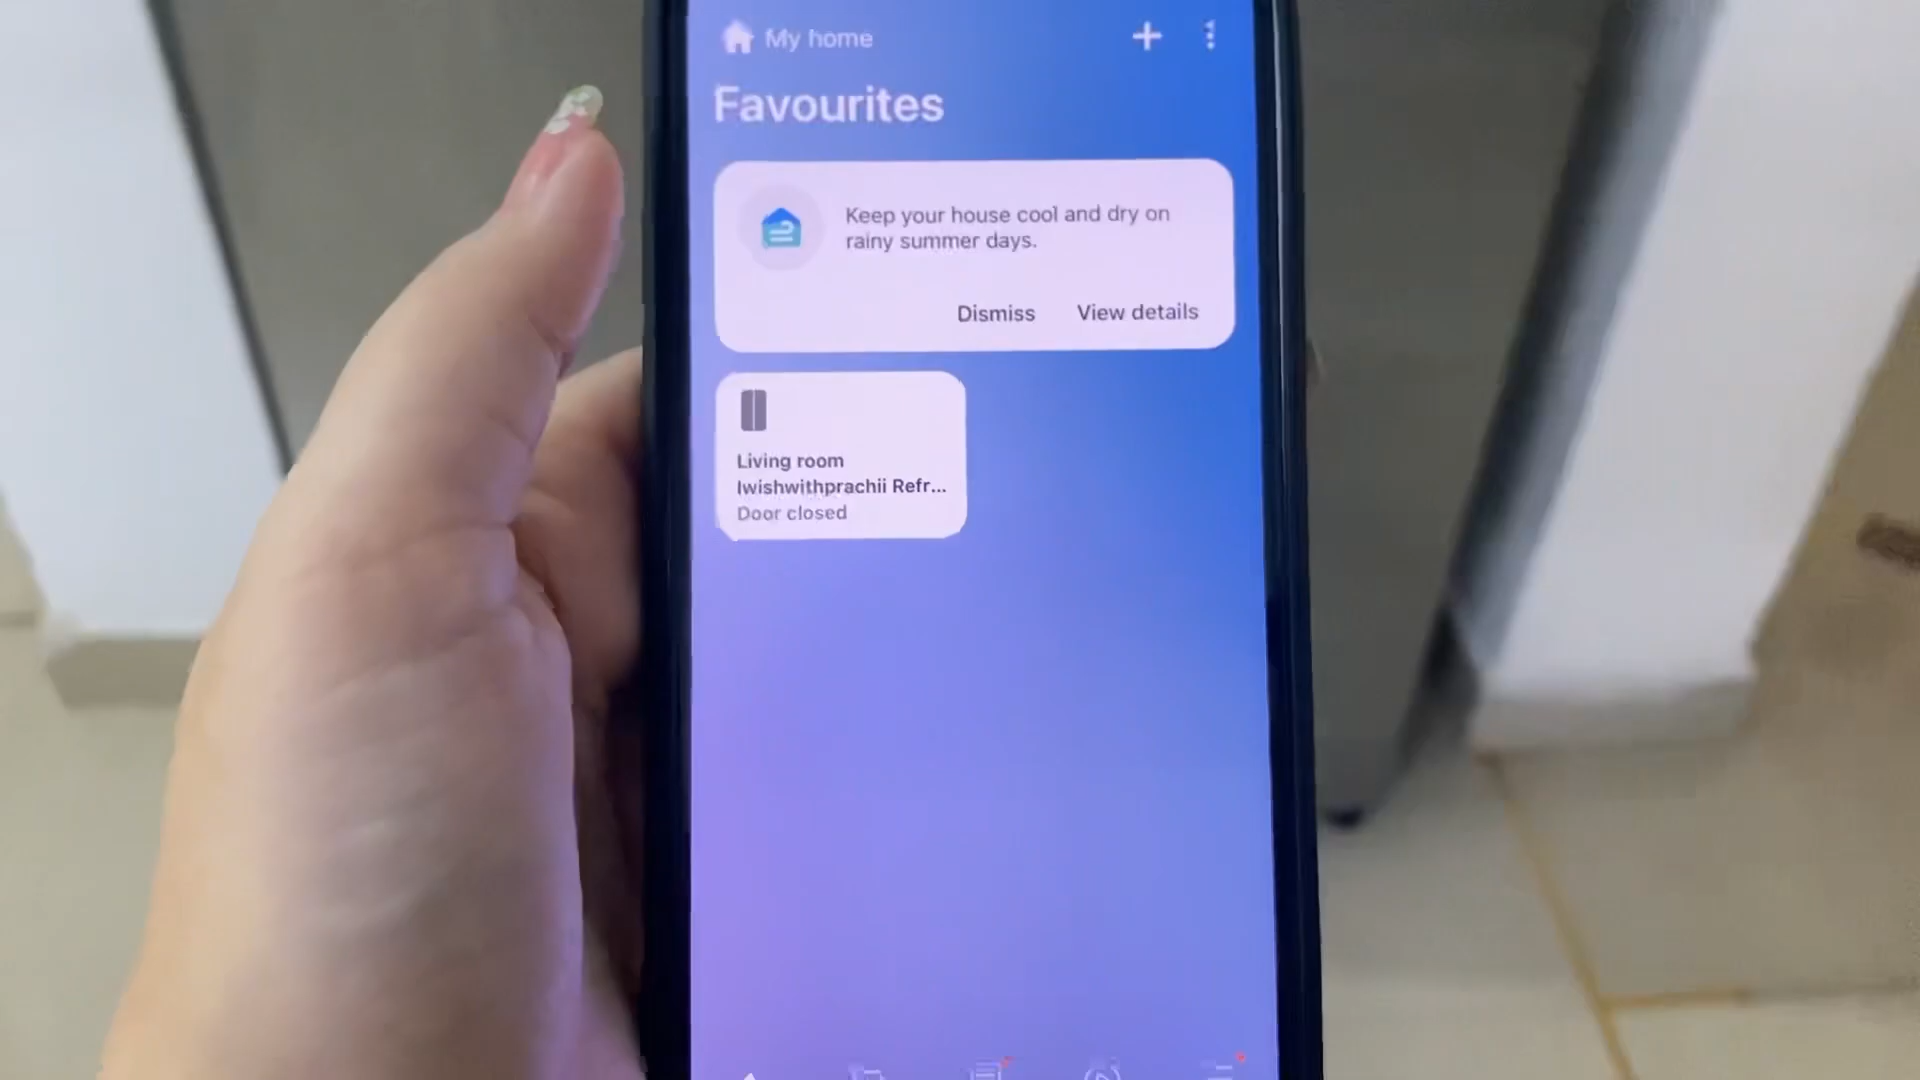 My home
Favourites
Keep your house cool and dry on
rainy summer days.
Dismiss View details
Living room
Iwishwithprachii Refr...
Door closed